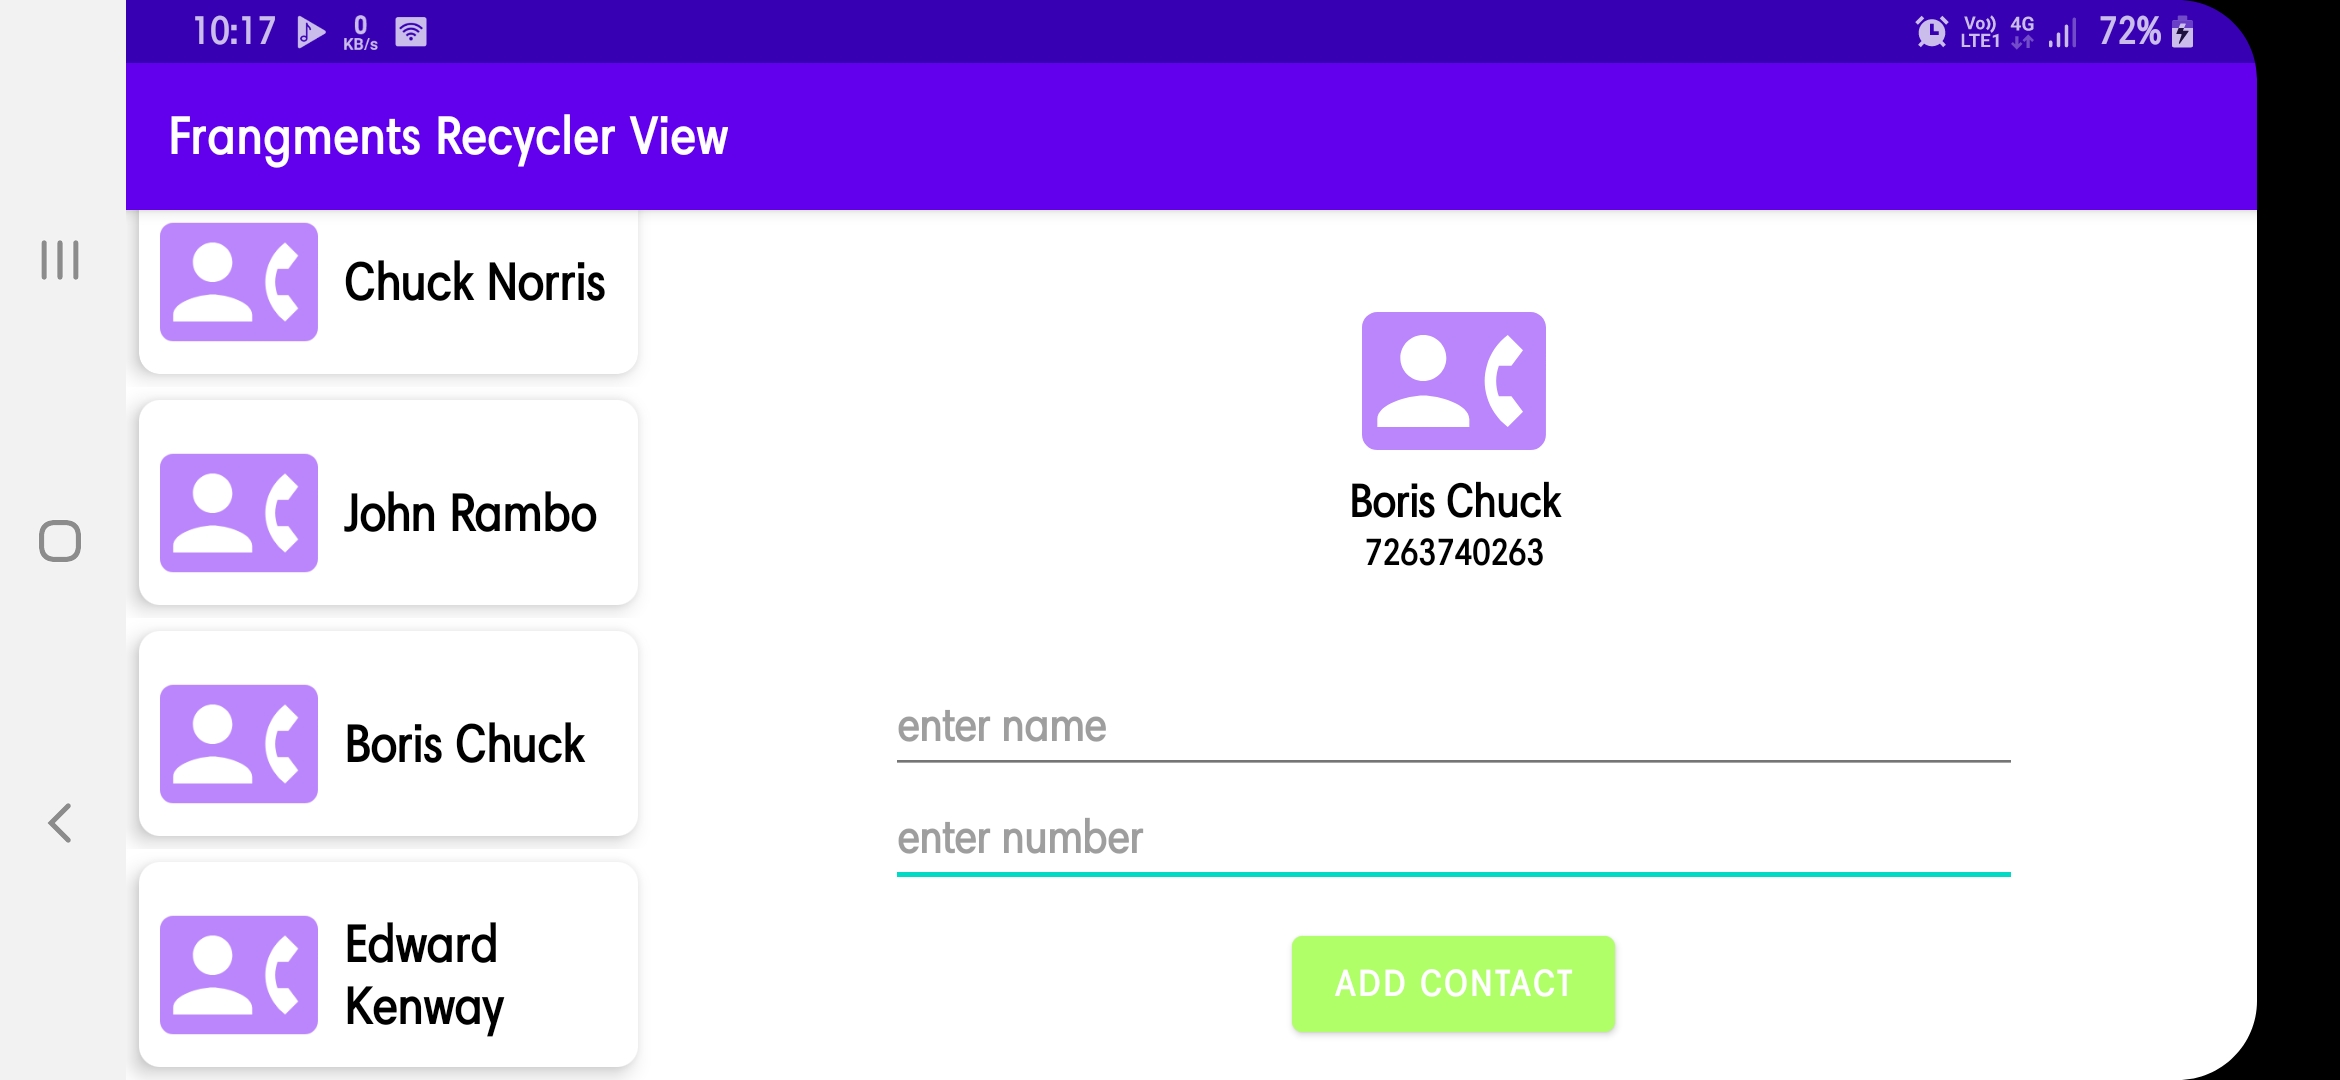 10:17
0
KB/s
Vo))
LTE1
4G
72%
Frangments Recycler View
Chuck Norris
John Rambo
Boris Chuck
Edward
Kenway
Boris Chuck
7263740263
enter name
enter number
ADD CONTACT